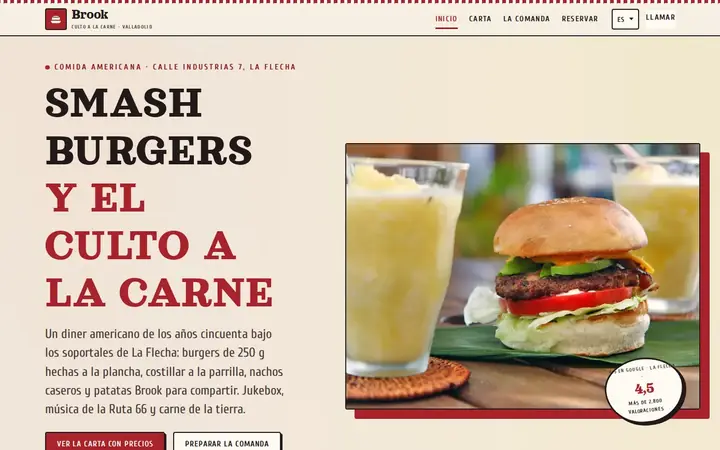 Brook
CULTO A LA CARNE · VALLADOLID
INICIO
CARTA
LA COMANDA
RESERVAR
ES
LLAMAR
COMIDA AMERICANA · CALLE INDUSTRIAS 7, LA FLECHA
SMASH
BURGERS
Y EL
CULTO A
LA CARNE
Un diner americano de los años cincuenta bajo
los soportales de La Flecha: burgers de 250 g
hechas a la plancha, costillar a la parrilla, nachos
caseros y patatas Brook para compartir. Jukebox,
música de la Ruta 66 y carne de la tierra.
EN GOOGLE · LA
4,5
MÁS DE 2.800
VALORACIONES
VER LA CARTA CON PRECIOS
PREPARAR LA COMANDA